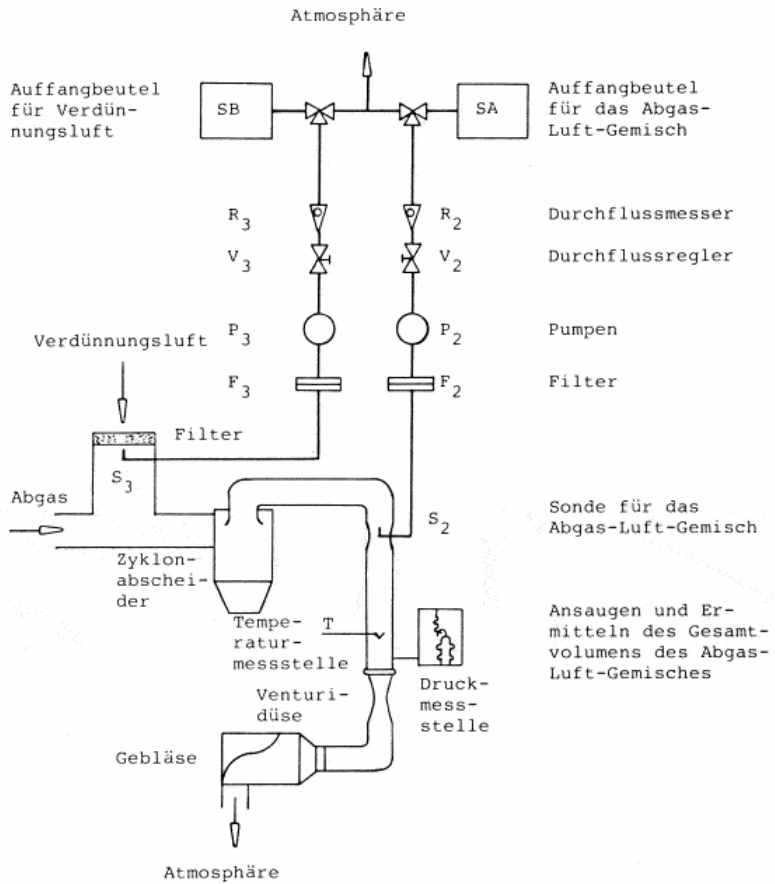 Atmosphäre
Auffangbeutel
für Verdün-
nungsluft
SB
SA
Auffangbeutel
für das Abgas-
Luft-Gemisch
R3
R2
Durchflussmesser
V3
V2
Durchflussregler
P3
P2
Pumpen
Verdünnungsluft
F3
F2
Filter
Filter
S3
Abgas
S2
Sonde für das
Abgas-Luft-Gemisch
Zyklon-
abschei-
der
Tempe-
ratur-
messstelle
T
Ansaugen und Er-
mitteln des Gesamt-
volumens des Abgas-
Luft-Gemisches
Venturi-
düse
Druck-
mess-
stelle
Gebläse
Atmosphäre